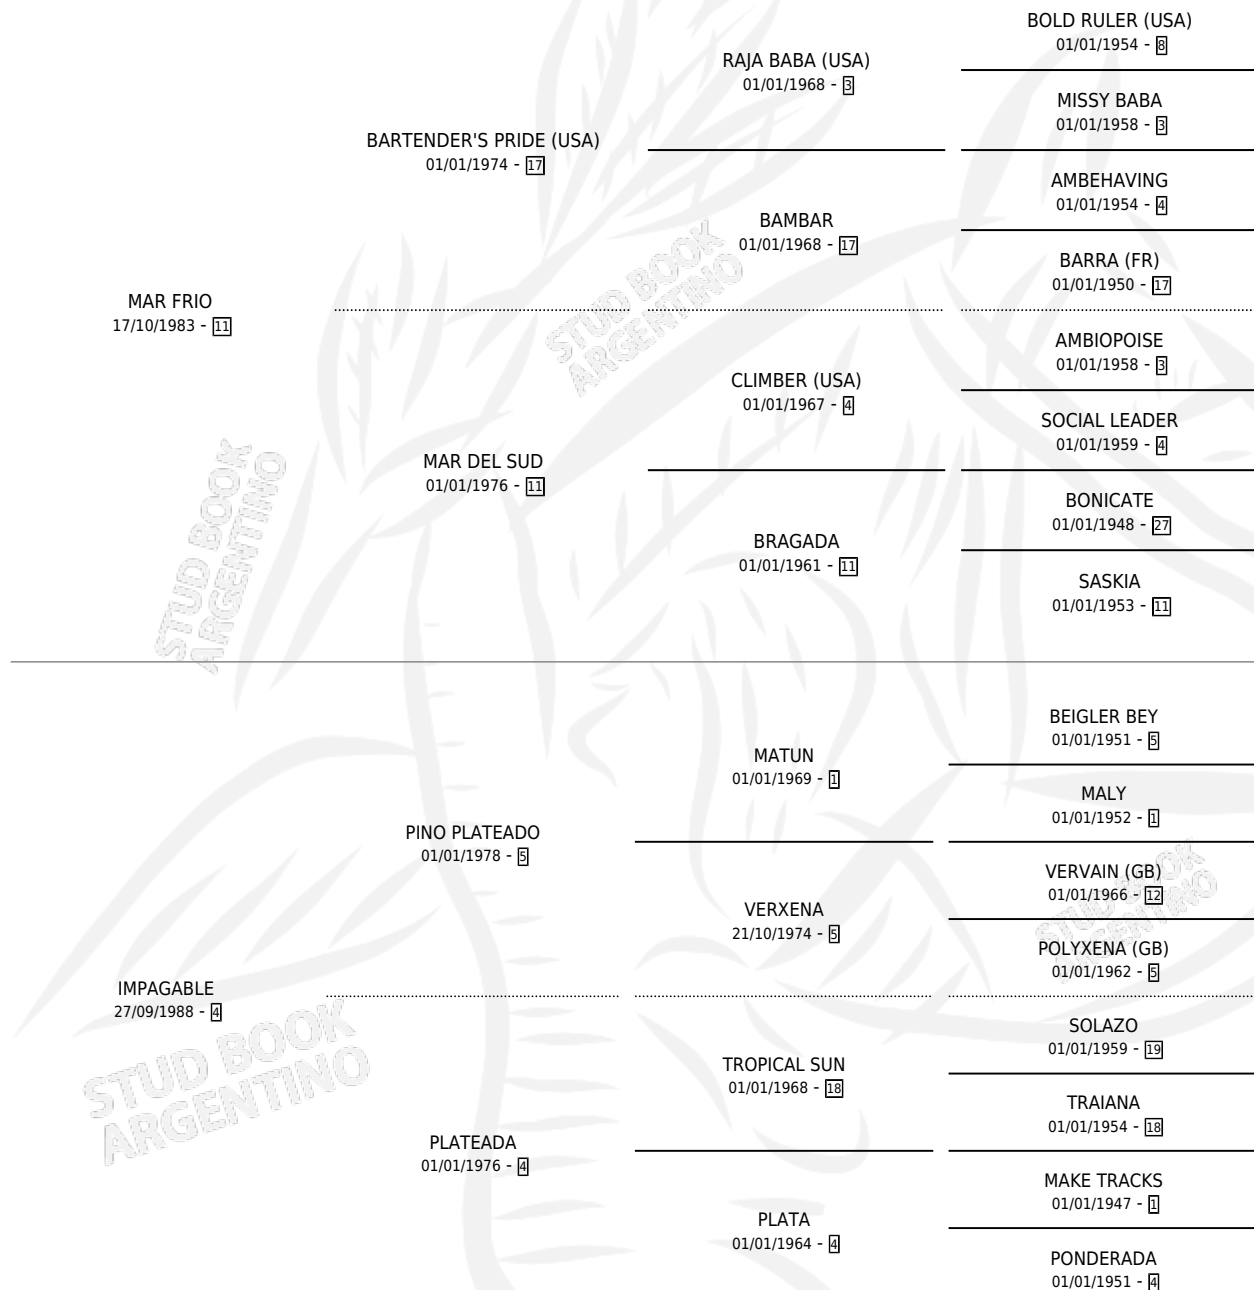 BOLD RULER (USA)
01/01/1954 - 8
RAJA BABA (USA)
01/01/1968 - 3
MISSY BABA
01/01/1958 - 3
BARTENDER'S PRIDE (USA)
01/01/1974 - 17
AMBEHAVING
01/01/1954 - 4
BAMBAR
01/01/1968 - 17
BARRA (FR)
01/01/1950 - 17
MAR FRIO
17/10/1983 - 11
AMBIOPOISE
01/01/1958 - 3
CLIMBER (USA)
01/01/1967 - 4
SOCIAL LEADER
01/01/1959 - 4
MAR DEL SUD
01/01/1976 - 11
BONICATE
01/01/1948 - 27
BRAGADA
01/01/1961 - 11
SASKIA
01/01/1953 - 11
BEIGLER BEY
01/01/1951 - 5
MATUN
01/01/1969 - 1
MALY
01/01/1952 - 1
PINO PLATEADO
01/01/1978 - 5
VERVAIN (GB)
01/01/1966 - 12
VERXENA
21/10/1974 - 5
POLYXENA (GB)
01/01/1962 - 5
IMPAGABLE
27/09/1988 - 4
SOLAZO
01/01/1959 - 19
TROPICAL SUN
01/01/1968 - 18
TRAIANA
01/01/1954 - 18
PLATEADA
01/01/1976 - 4
MAKE TRACKS
01/01/1947 - 1
PLATA
01/01/1964 - 4
PONDERADA
01/01/1951 - 4
STUD BOOK
ARGENTINO
STUD BOOK
ARGENTINO
STUD BOOK
ARGENTINO
STUD BOOK
ARGENTINO